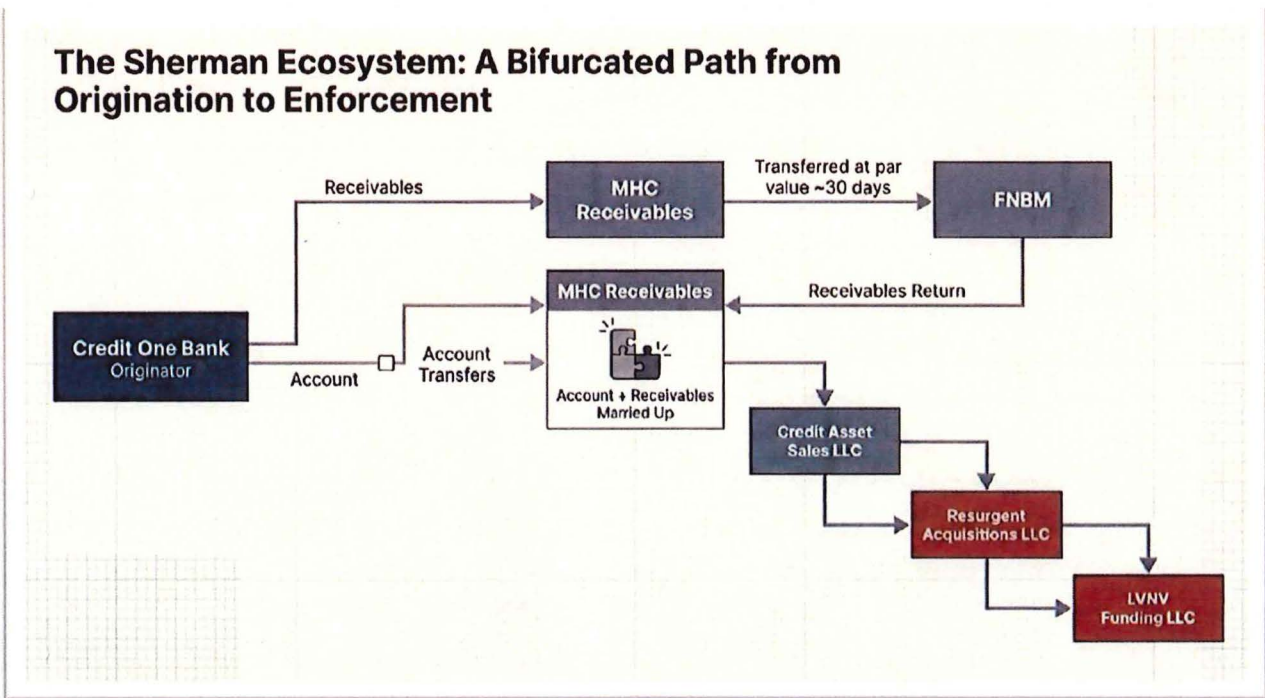 The Sherman Ecosystem: A Bifurcated Path from
Origination to Enforcement
Receivables
MHC
Receivables
Transferred at par
value ~30 days
FNBM
Credit One Bank
Originator
Account
Account
Transfers
MHC Receivables
Account + Receivables
Married Up
Receivables Return
Credit Asset
Sales LLC
Resurgent
Acquisitions LLC
LVNV
Funding LLC